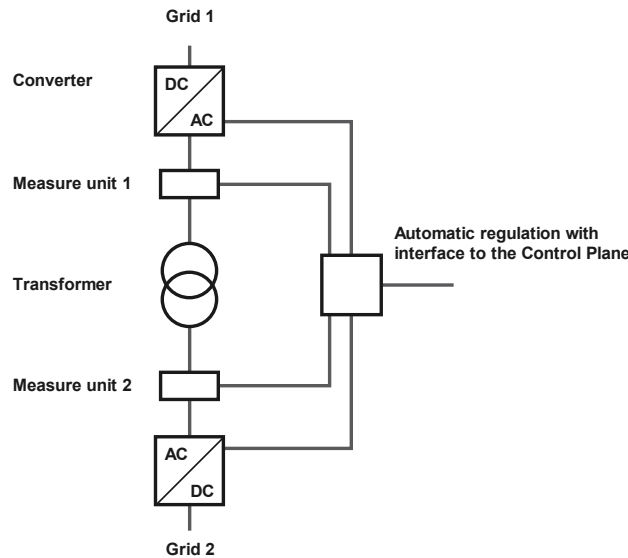 Grid 1
Converter
DC
AC
Measure unit 1
Automatic regulation with
interface to the Control Plane
Transformer
Measure unit 2
AC
DC
Grid 2